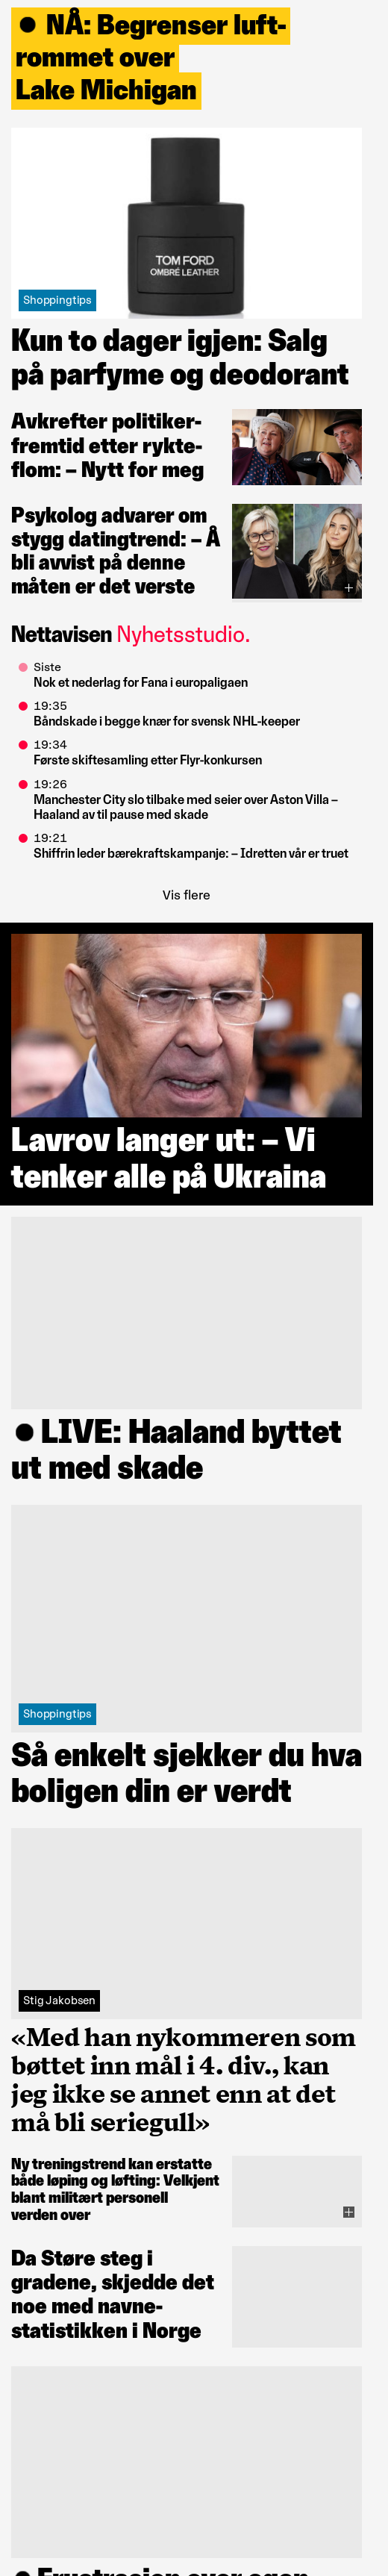 NÅ: Begrenser luft-
rommet over
Lake Michigan
TOM FORD
OMBRÉ LEATHER
Shoppingtips
Kun to dager igjen: Salg
på parfyme og deodorant
Avkrefter politiker-
fremtid etter rykte-
flom: – Nytt for meg
Psykolog advarer om
stygg datingtrend: – Å
bli avvist på denne
måten er det verste
Nettavisen Nyhetsstudio.
Siste
Nok et nederlag for Fana i europaligaen
19:35
Båndskade i begge knær for svensk NHL-keeper
19:34
Første skiftesamling etter Flyr-konkursen
19:26
Manchester City slo tilbake med seier over Aston Villa –
Haaland av til pause med skade
19:21
Shiffrin leder bærekraftskampanje: – Idretten vår er truet
Vis flere
Lavrov langer ut: – Vi
tenker alle på Ukraina
LIVE: Haaland byttet
ut med skade
Shoppingtips
Så enkelt sjekker du hva
boligen din er verdt
Stig Jakobsen
«Med han nykommeren som
bøttet inn mål i 4. div., kan
jeg ikke se annet enn at det
må bli seriegull»
Ny treningstrend kan erstatte
både løping og løfting: Velkjent
blant militært personell
verden over
Da Støre steg i
gradene, skjedde det
noe med navne-
statistikken i Norge